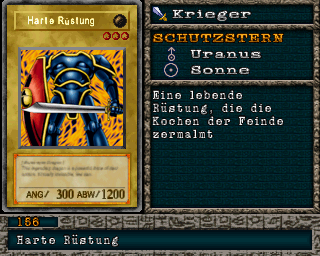 Harte Rüstung
ANG/ 300 ABW/1200
Krieger
SCHUTZSTERN
Uranus
Sonne
Eine lebende
Rüstung, die die
Kochen der Feinde
zermalmt
156
Harte Rüstung